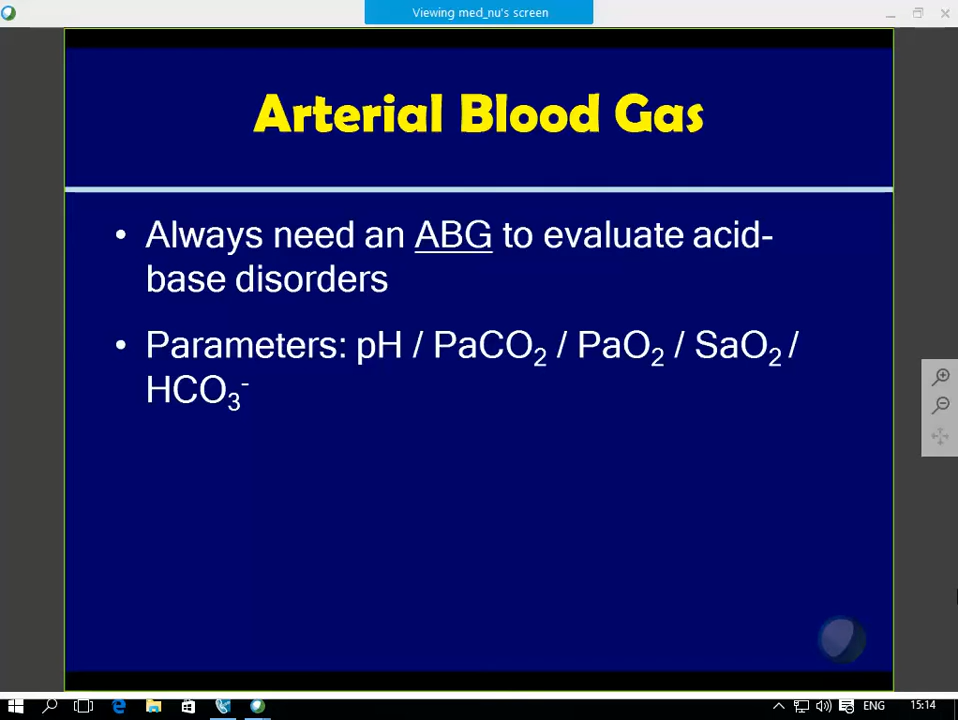 Viewing med_nu's screen
Arterial Blood Gas
• Always need an ABG to evaluate acid-
base disorders
• Parameters: pH / PaCO₂ / PaO₂ / SaO₂ /
HCO₃⁻
ENG 15:14